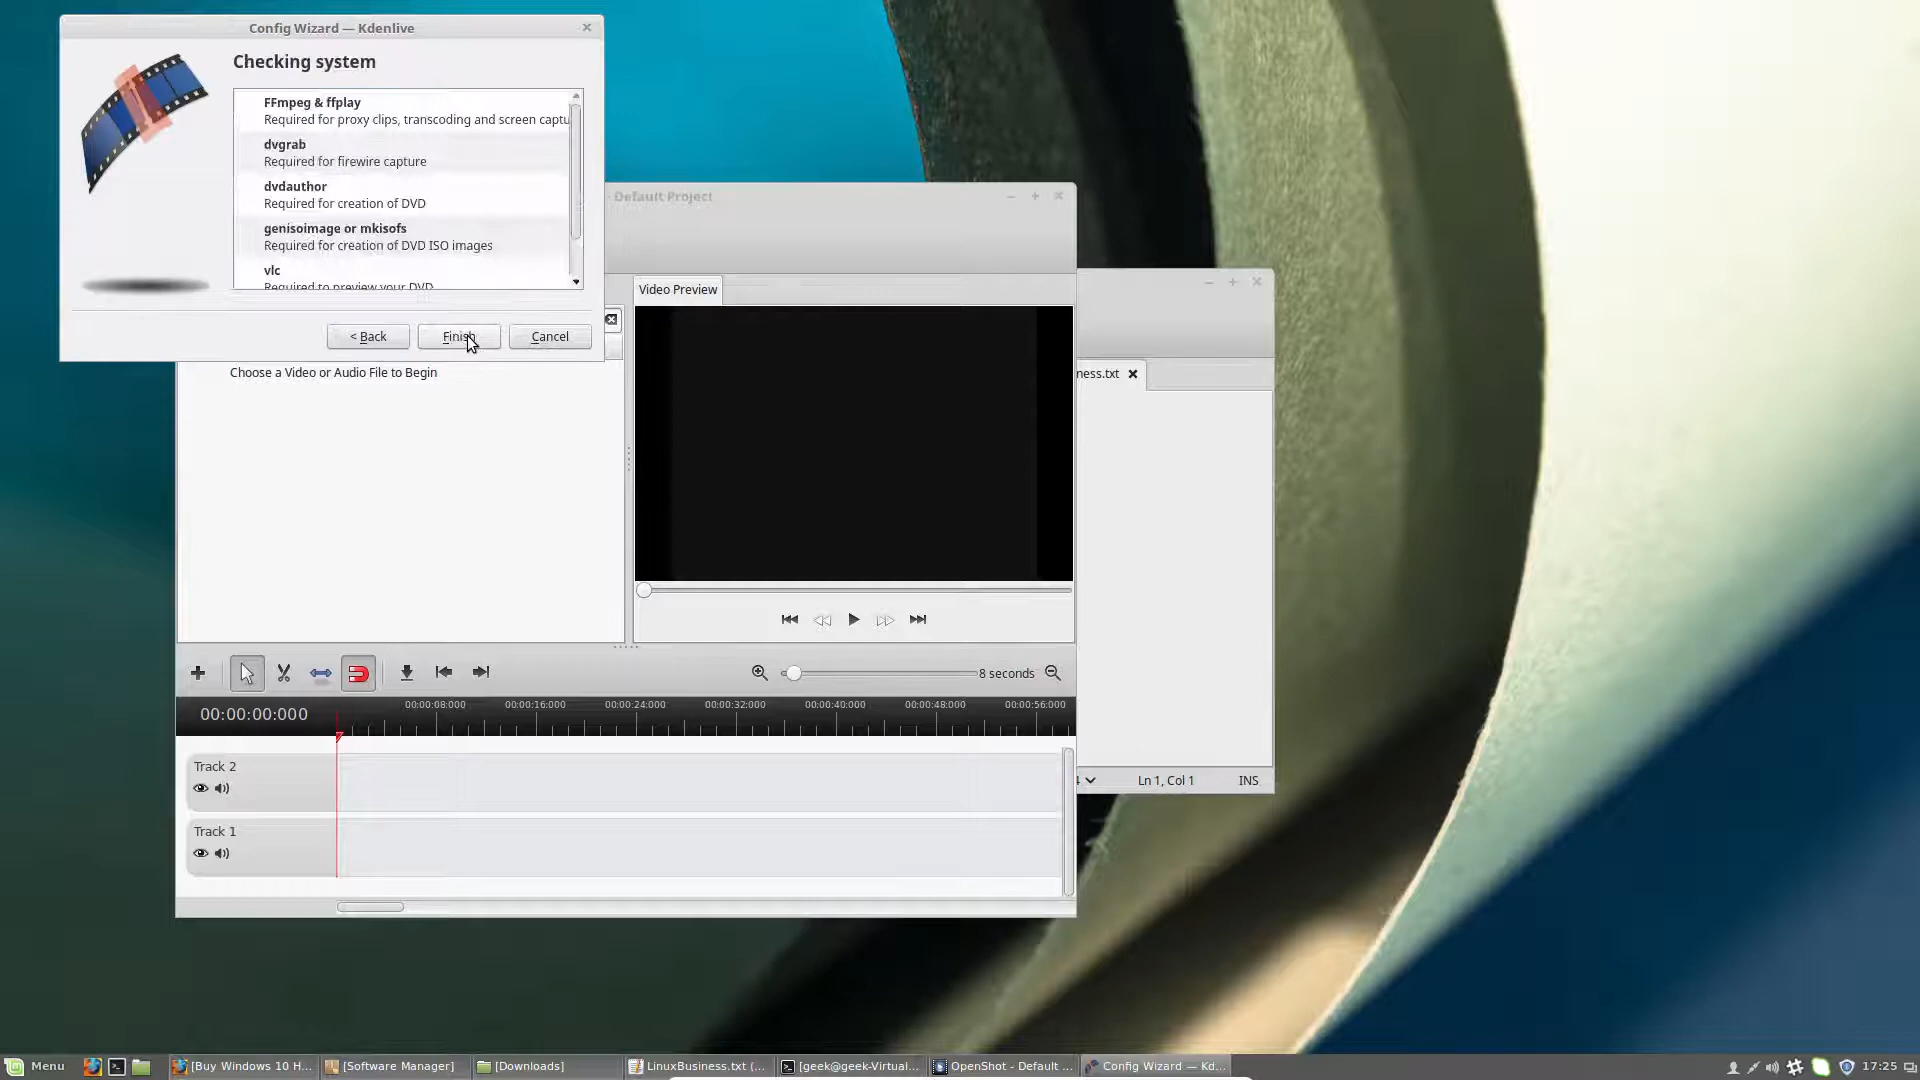 Config Wizard — Kdenlive
Checking system
FFmpeg & ffplay
Required for proxy clips, transcoding and screen captu
dvgrab
Required for firewire capture
dvdauthor
Required for creation of DVD
genisoimage or mkisofs
Required for creation of DVD ISO images
vlc
Required to preview your DVD
< Back
Finish
Cancel
Default Project
Video Preview
Choose a Video or Audio File to Begin
ness.txt
8 seconds
00:00:00:000
00:00:08:000
00:00:16:000
00:00:24:000
00:00:32:000
00:00:40:000
00:00:48:000
00:00:56:000
Track 2
Track 1
Ln 1, Col 1
INS
Menu
[Buy Windows 10 H...
[Software Manager]
[Downloads]
LinuxBusiness.txt (...
[geek@geek-Virtual...
OpenShot - Default ...
Config Wizard — Kd...
17:25